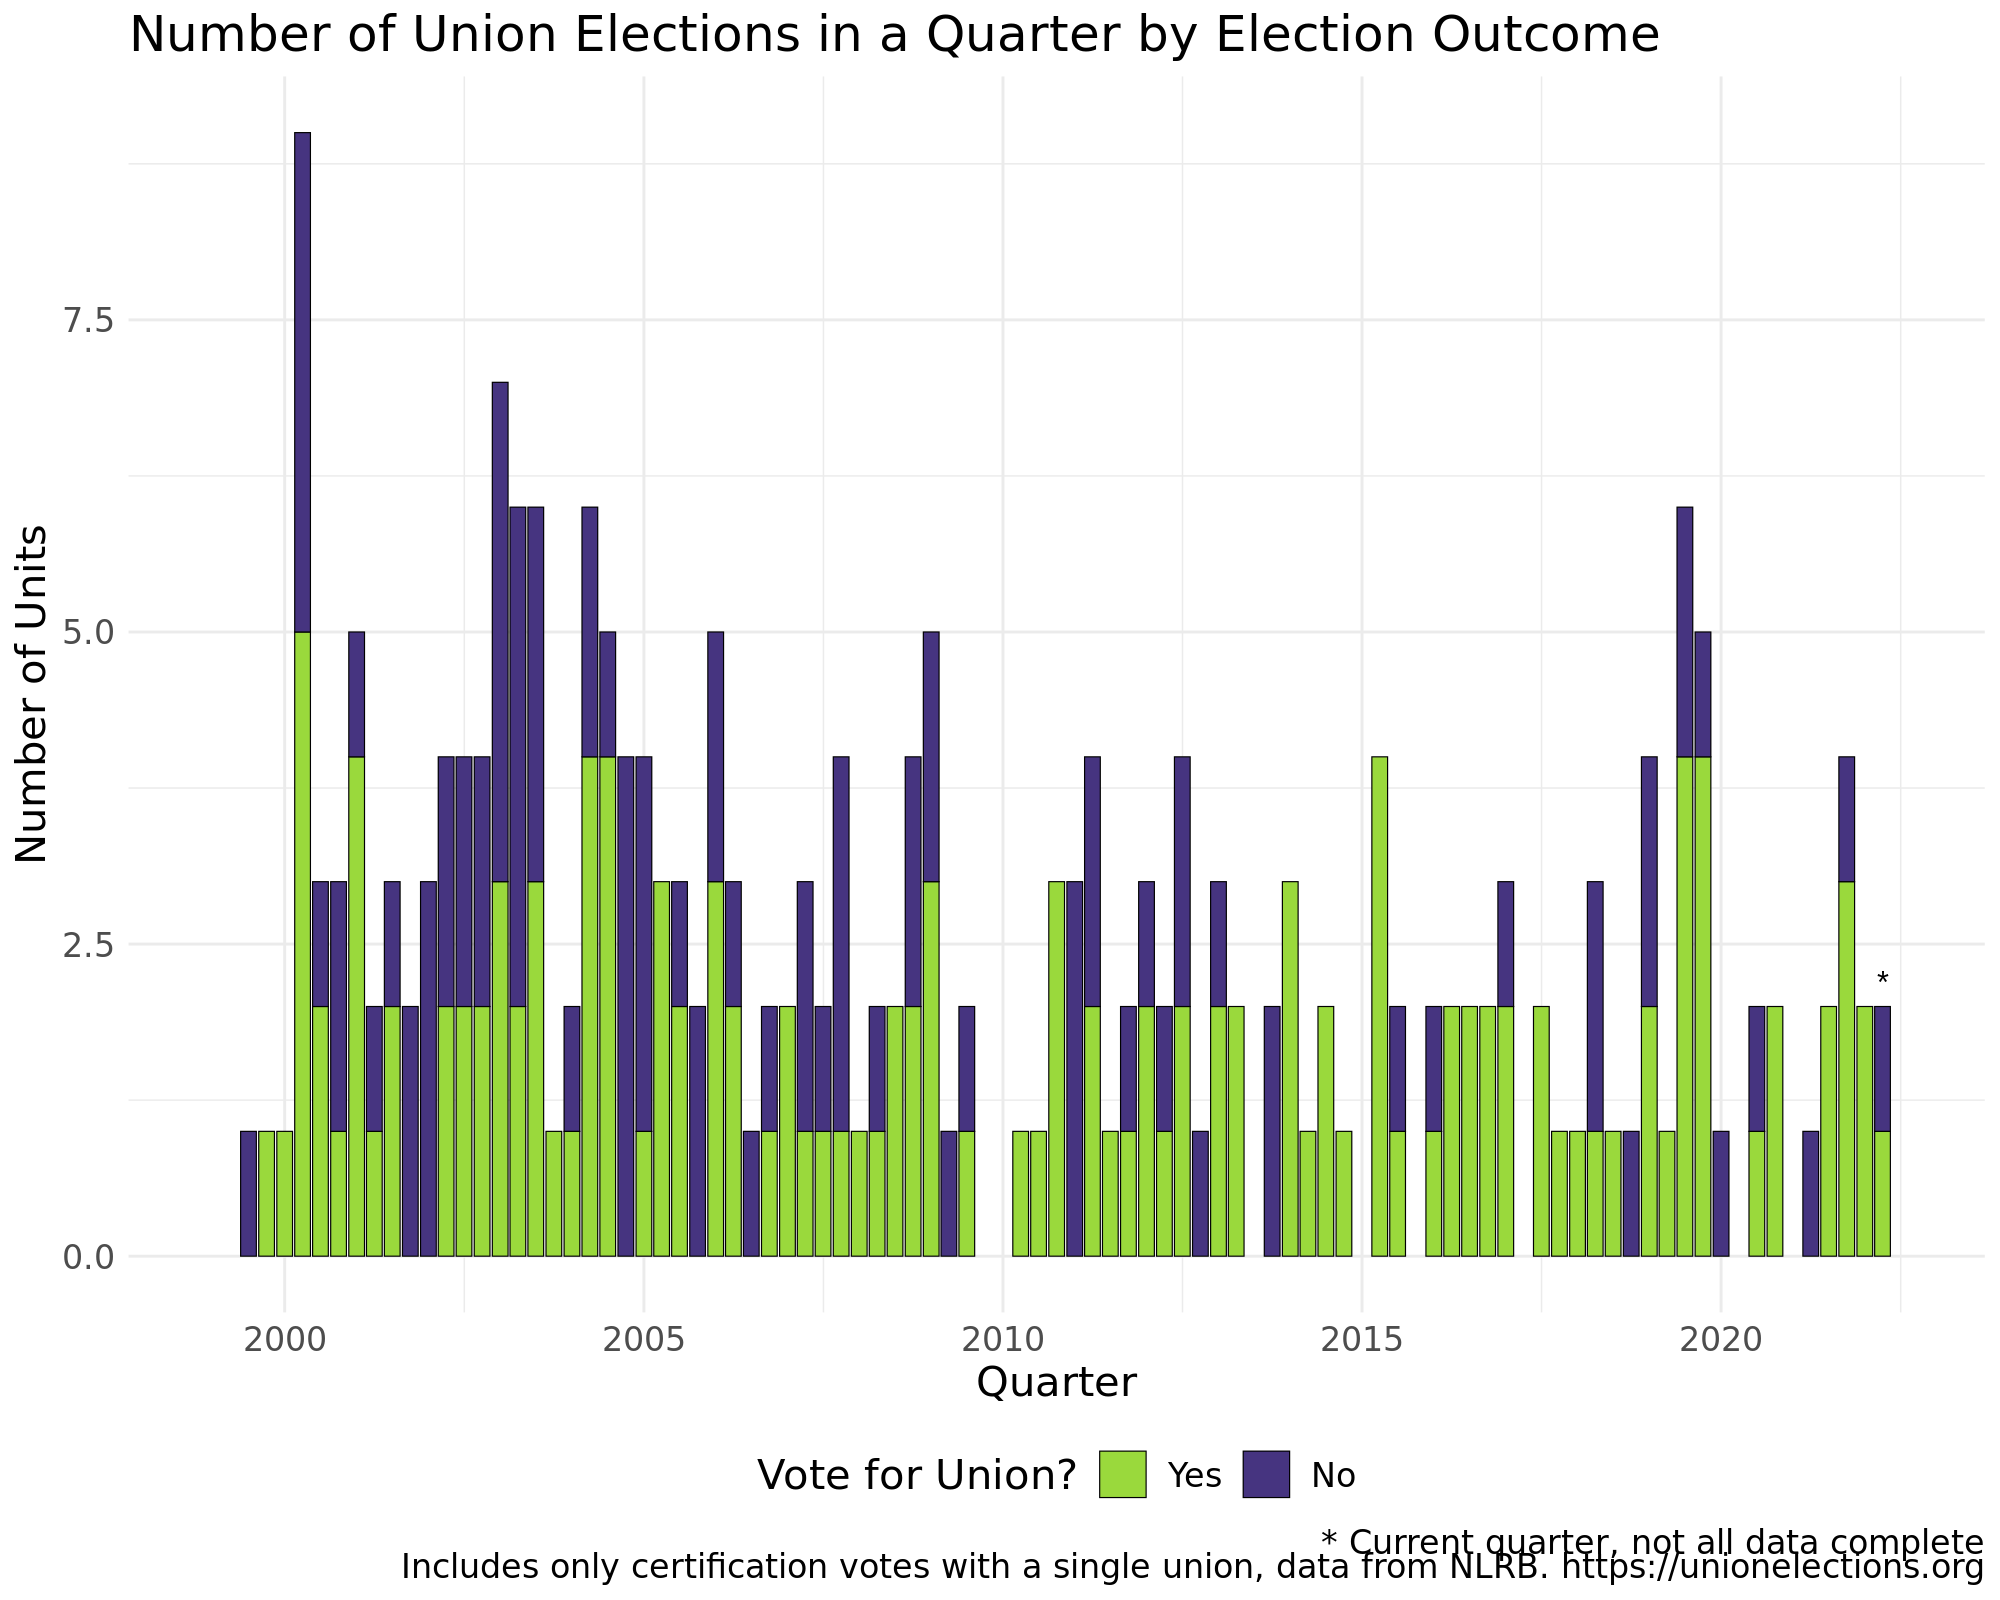 Number of Union Elections in a Quarter by Election Outcome
Number of Units
7.5
5.0
2.5
0.0
*
2000 2005 2010 2015 2020
Quarter
Vote for Union? Yes No
* Current quarter, not all data complete
Includes only certification votes with a single union, data from NLRB. https://unionelections.org